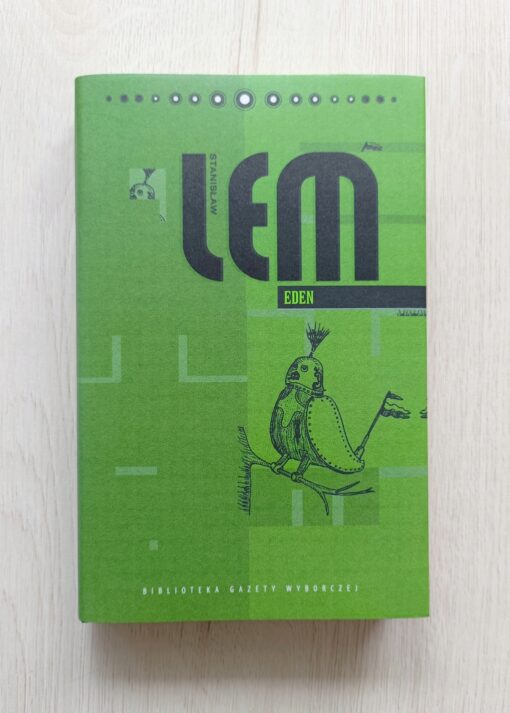 STANISŁAW
LEM
EDEN
BIBLIOTEKA GAZETY WYBORCZEJ